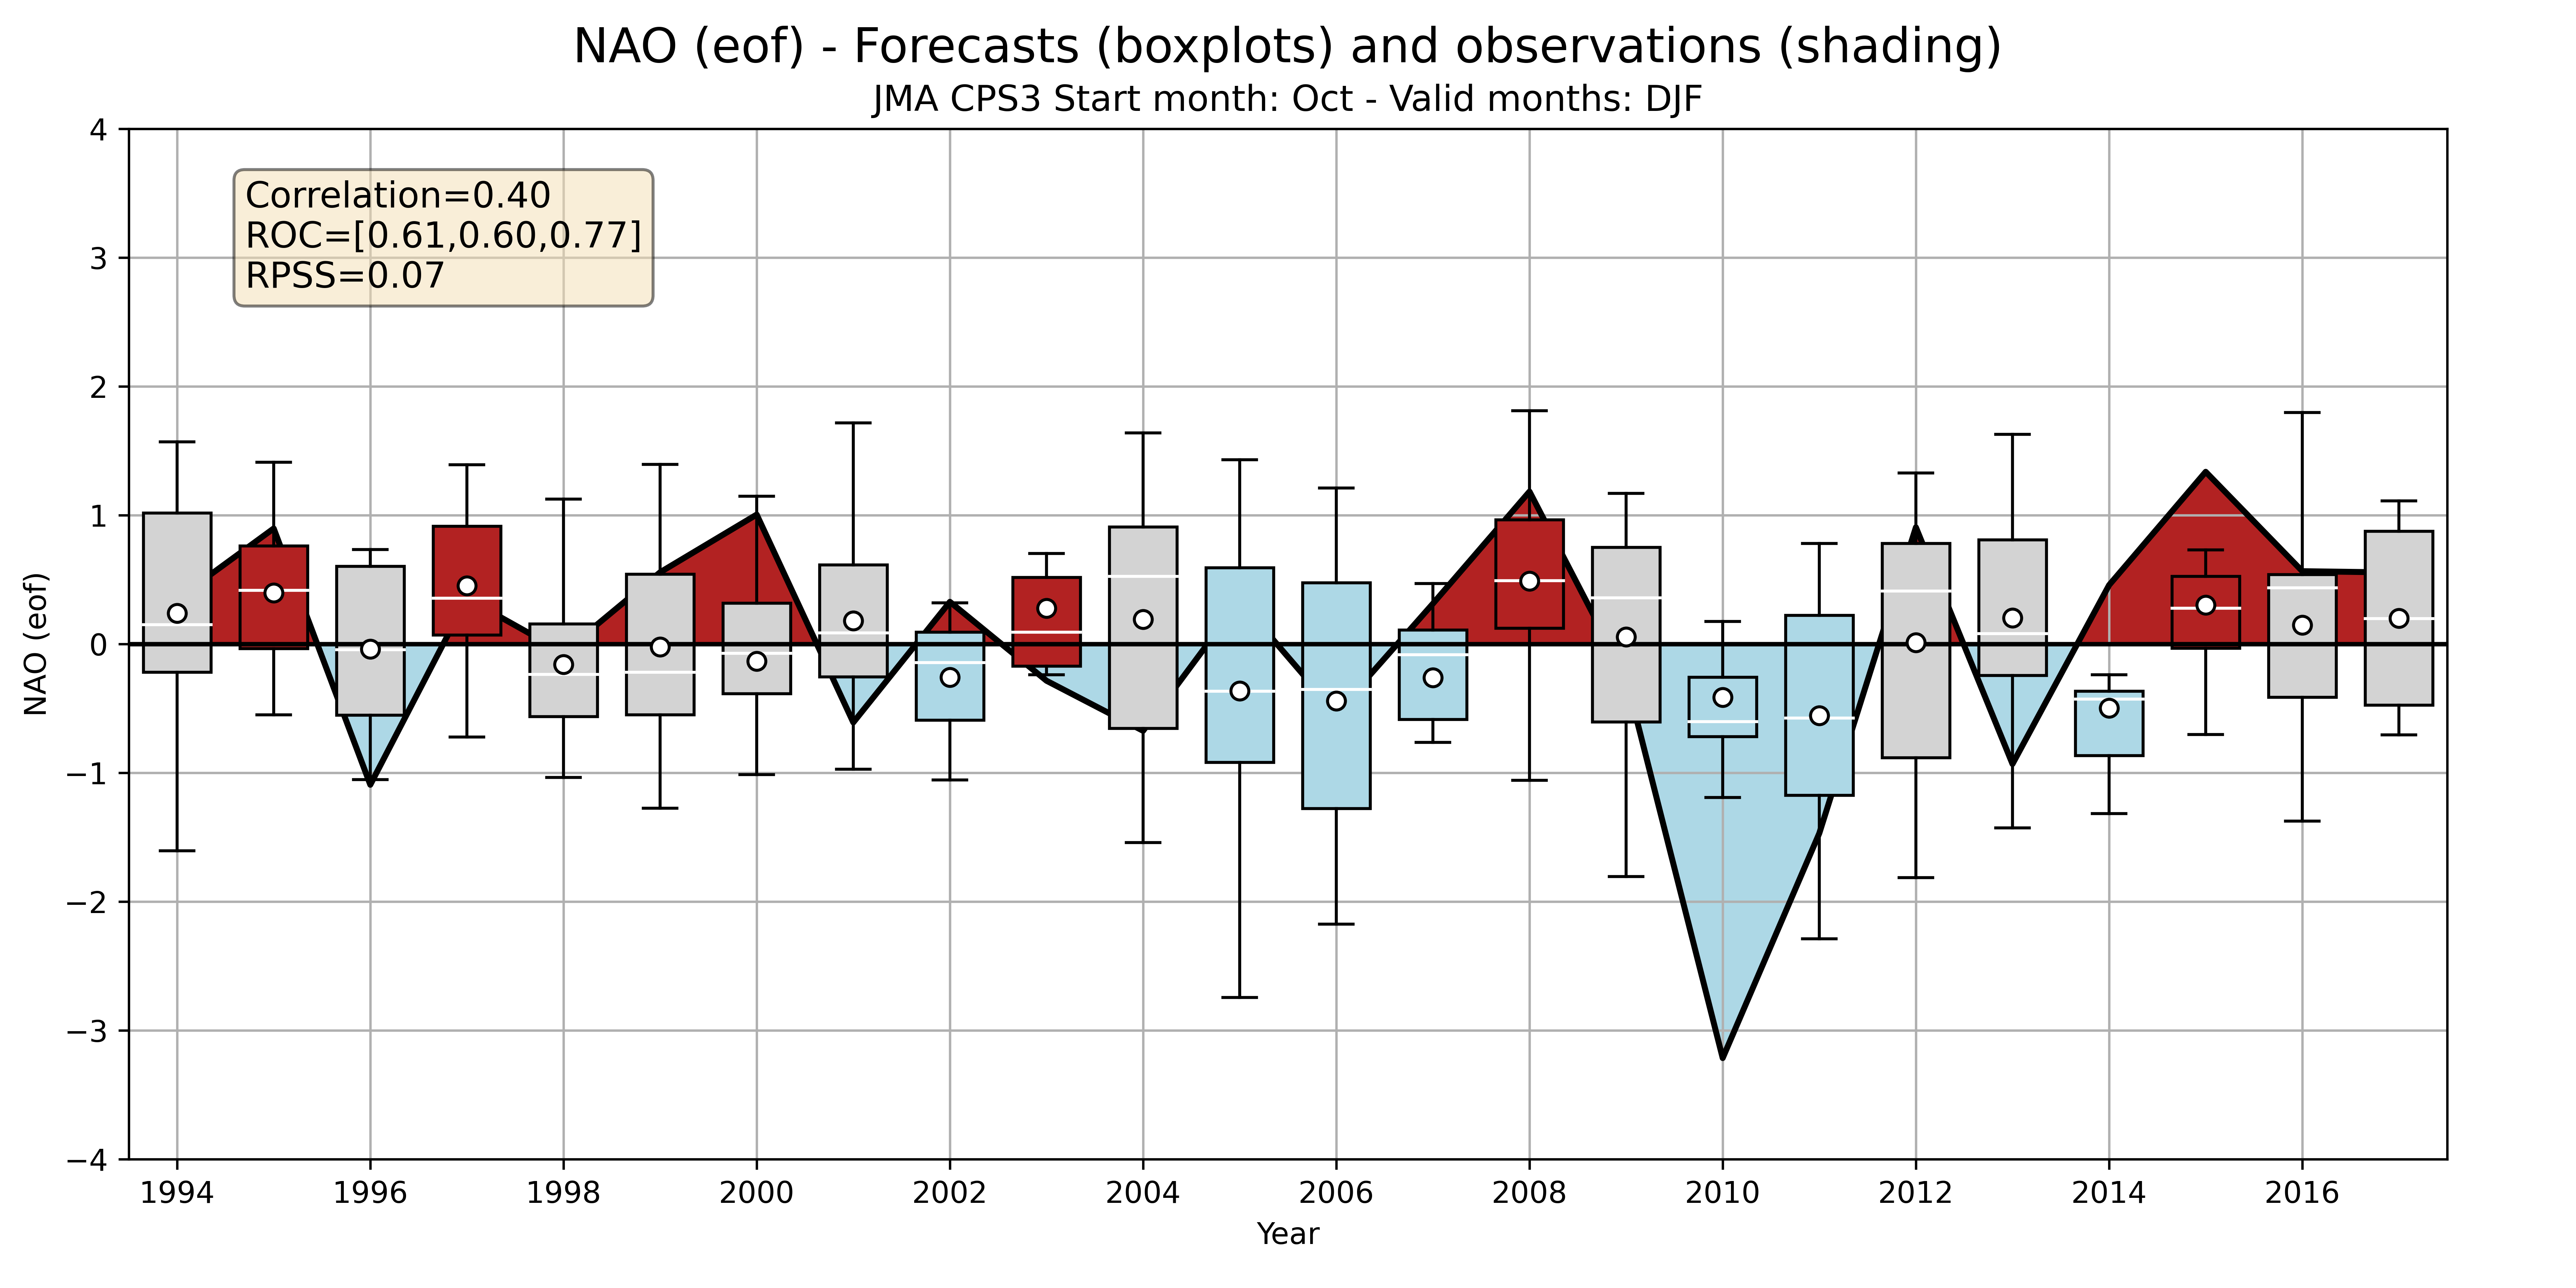 NAO (eof) - Forecasts (boxplots) and observations (shading)
JMA CPS3 Start month: Oct - Valid months: DJF
Correlation=0.40
ROC=[0.61,0.60,0.77]
RPSS=0.07
NAO (eof)
4
3
2
1
0
−1
−2
−3
−4
1994 1996 1998 2000 2002 2004 2006 2008 2010 2012 2014 2016
Year